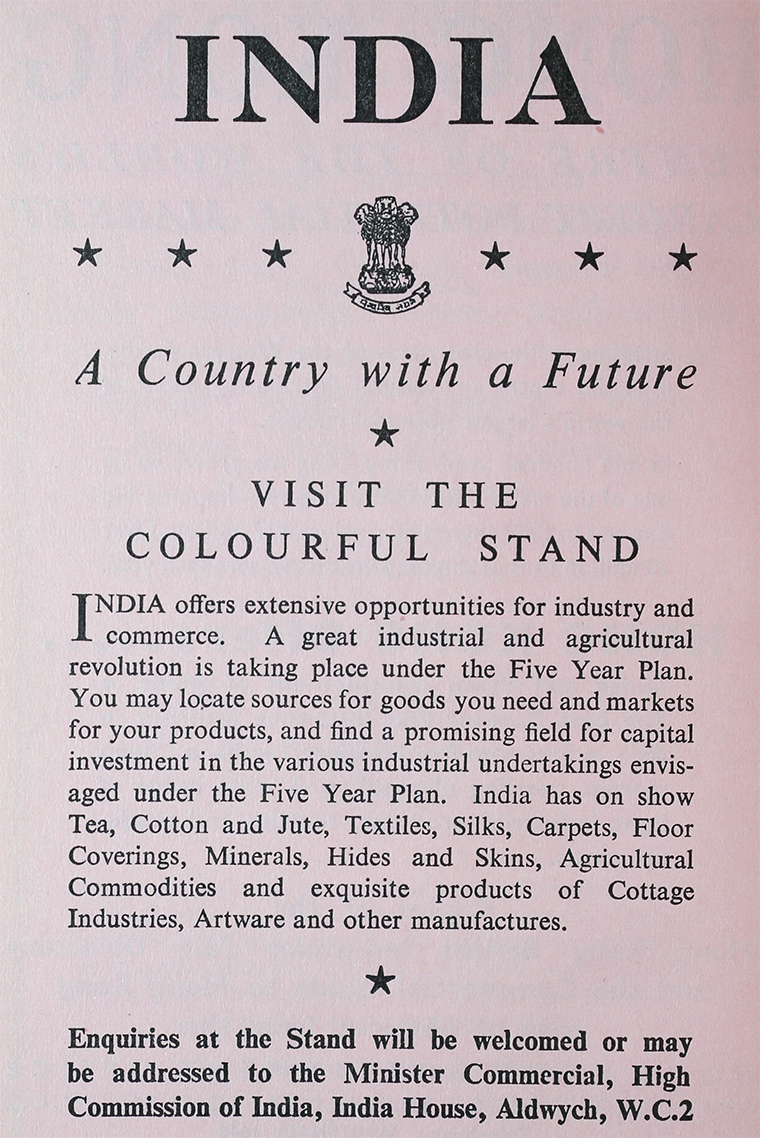 INDIA
A Country with a Future
VISIT THE
COLOURFUL STAND
INDIA offers extensive opportunities for industry and
commerce. A great industrial and agricultural
revolution is taking place under the Five Year Plan.
You may locate sources for goods you need and markets
for your products, and find a promising field for capital
investment in the various industrial undertakings envis-
aged under the Five Year Plan. India has on show
Tea, Cotton and Jute, Textiles, Silks, Carpets, Floor
Coverings, Minerals, Hides and Skins, Agricultural
Commodities and exquisite products of Cottage
Industries, Artware and other manufactures.
Enquiries at the Stand will be welcomed or may
be addressed to the Minister Commercial, High
Commission of India, India House, Aldwych, W.C.2